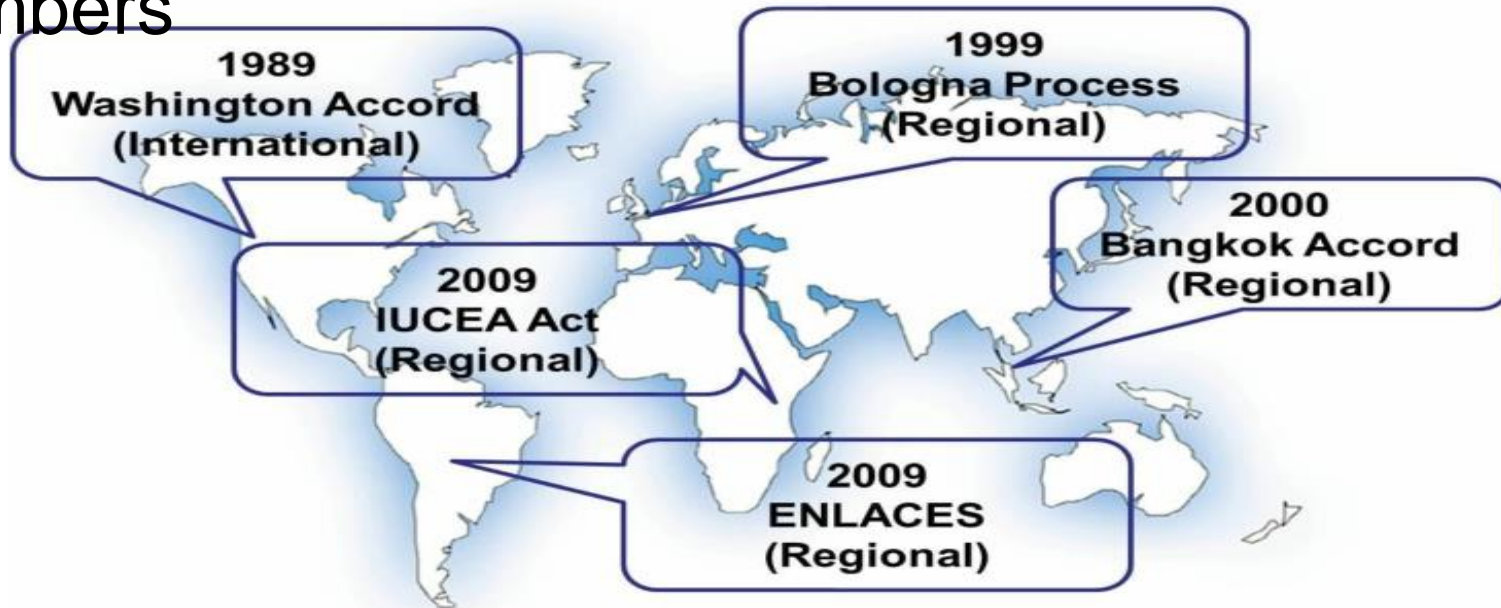 mbers
1989
Washington Accord
(International)
1999
Bologna Process
(Regional)
2000
Bangkok Accord
(Regional)
2009
IUCEA Act
(Regional)
2009
ENLACES
(Regional)